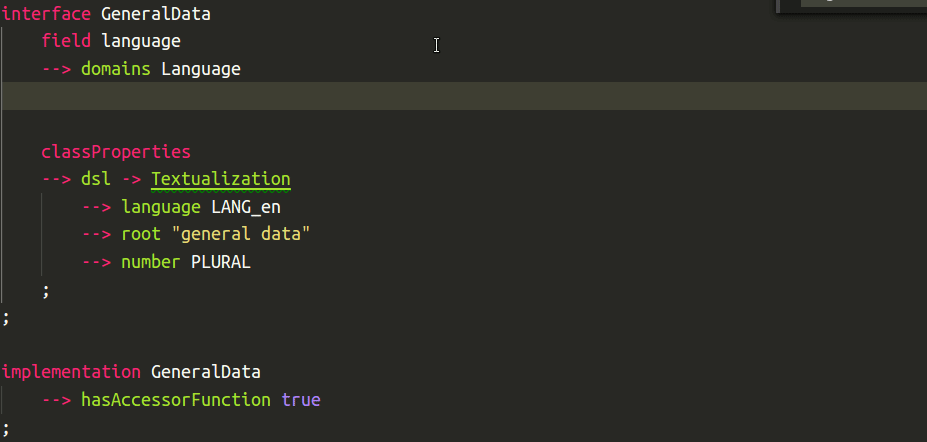 interface GeneralData
field language
--> domains Language
classProperties
--> dsl -> Textualization
--> language LANG_en
--> root "general data"
--> number PLURAL
;
;
implementation GeneralData
--> hasAccessorFunction true
;